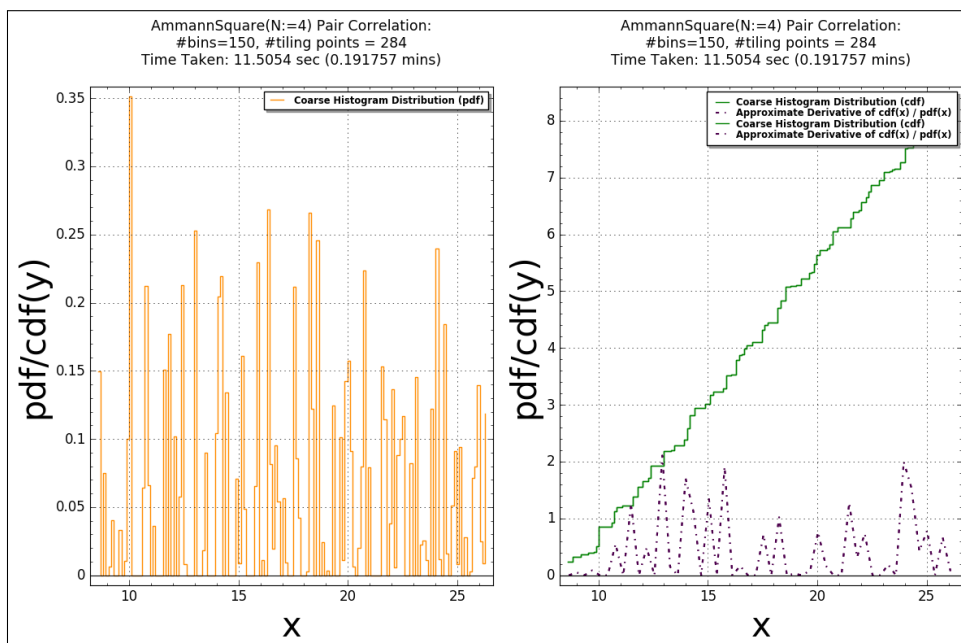 AmmannSquare(N:=4) Pair Correlation:
#bins=150, #tiling points = 284
Time Taken: 11.5054 sec (0.191757 mins)
Coarse Histogram Distribution (pdf)
0.35
0.3
0.25
0.2
0.15
0.1
0.05
0
pdf/cdf(y)
10
15
20
25
x
AmmannSquare(N:=4) Pair Correlation:
#bins=150, #tiling points = 284
Time Taken: 11.5054 sec (0.191757 mins)
Coarse Histogram Distribution (cdf)
Approximate Derivative of cdf(x) / pdf(x)
Coarse Histogram Distribution (cdf)
Approximate Derivative of cdf(x) / pdf(x)
8
7
6
5
4
3
2
1
0
pdf/cdf(y)
10
15
20
25
x